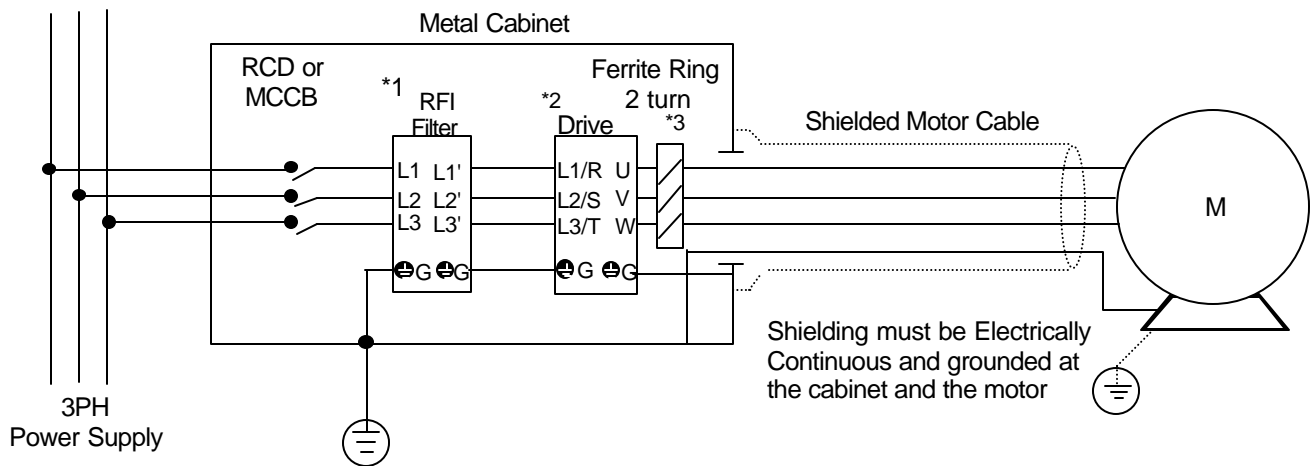 Metal Cabinet
RCD or
MCCB
*1
RFI
Filter
*2
Drive
Ferrite Ring
2 turn
*3
Shielded Motor Cable
L1 L1'
L2 L2'
L3 L3'
G G
L1/R U
L2/S V
L3/T W
G G
M
Shielding must be Electrically
Continuous and grounded at
the cabinet and the motor
3PH
Power Supply